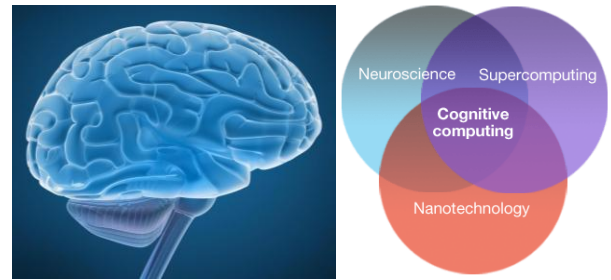 Neuroscience
Supercomputing
Cognitive
computing
Nanotechnology